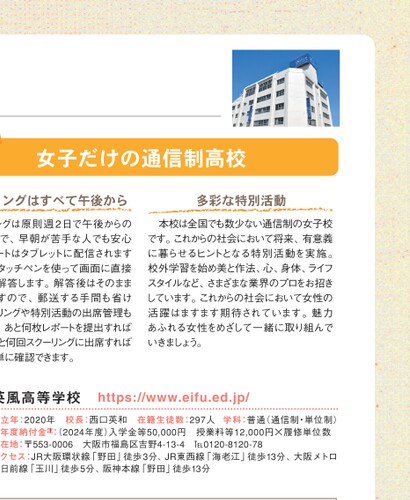 女子だけの通信制高校
リングはすべて午後から
ングは原則週2日で午後からの
で、早朝が苦手な人でも安心
ートはタブレットに配信されます
タッチペンを使って画面に直接
解答します。解答後はそのまま
すので、郵送する手間も省け
リングや特別活動の出席管理も
、あと何枚レポートを提出すれば
と何回スクーリングに出席すれば
単に確認できます。
多彩な特別活動
本校は全国でも数少ない通信制の女子校
です。これからの社会において将来、有意義
に暮らせるヒントとなる特別活動を実施。
校外学習を始め美と作法、心、身体、ライフ
スタイルなど、さまざまな業界のプロをお招き
しています。これからの社会において女性の
活躍はますます期待されています。魅力
あふれる女性をめざして一緒に取り組んで
いきましょう。
英風高等学校 https://www.eifu.ed.jp/
立年:2020年 校長:西口英和 在籍生徒数:297人 学科:普通(通信制・単位制)
年度納付金:(2024年度)入学金等50,000円 授業料等12,000円×履修単位数
在地:〒553-0006 大阪市福島区吉野4-13-4 ℡0120-8120-78
クセス:JR大阪環状線「野田」徒歩3分、JR東西線「海老江」徒歩13分、大阪メトロ
日前線「玉川」徒歩5分、阪神本線「野田」徒歩13分